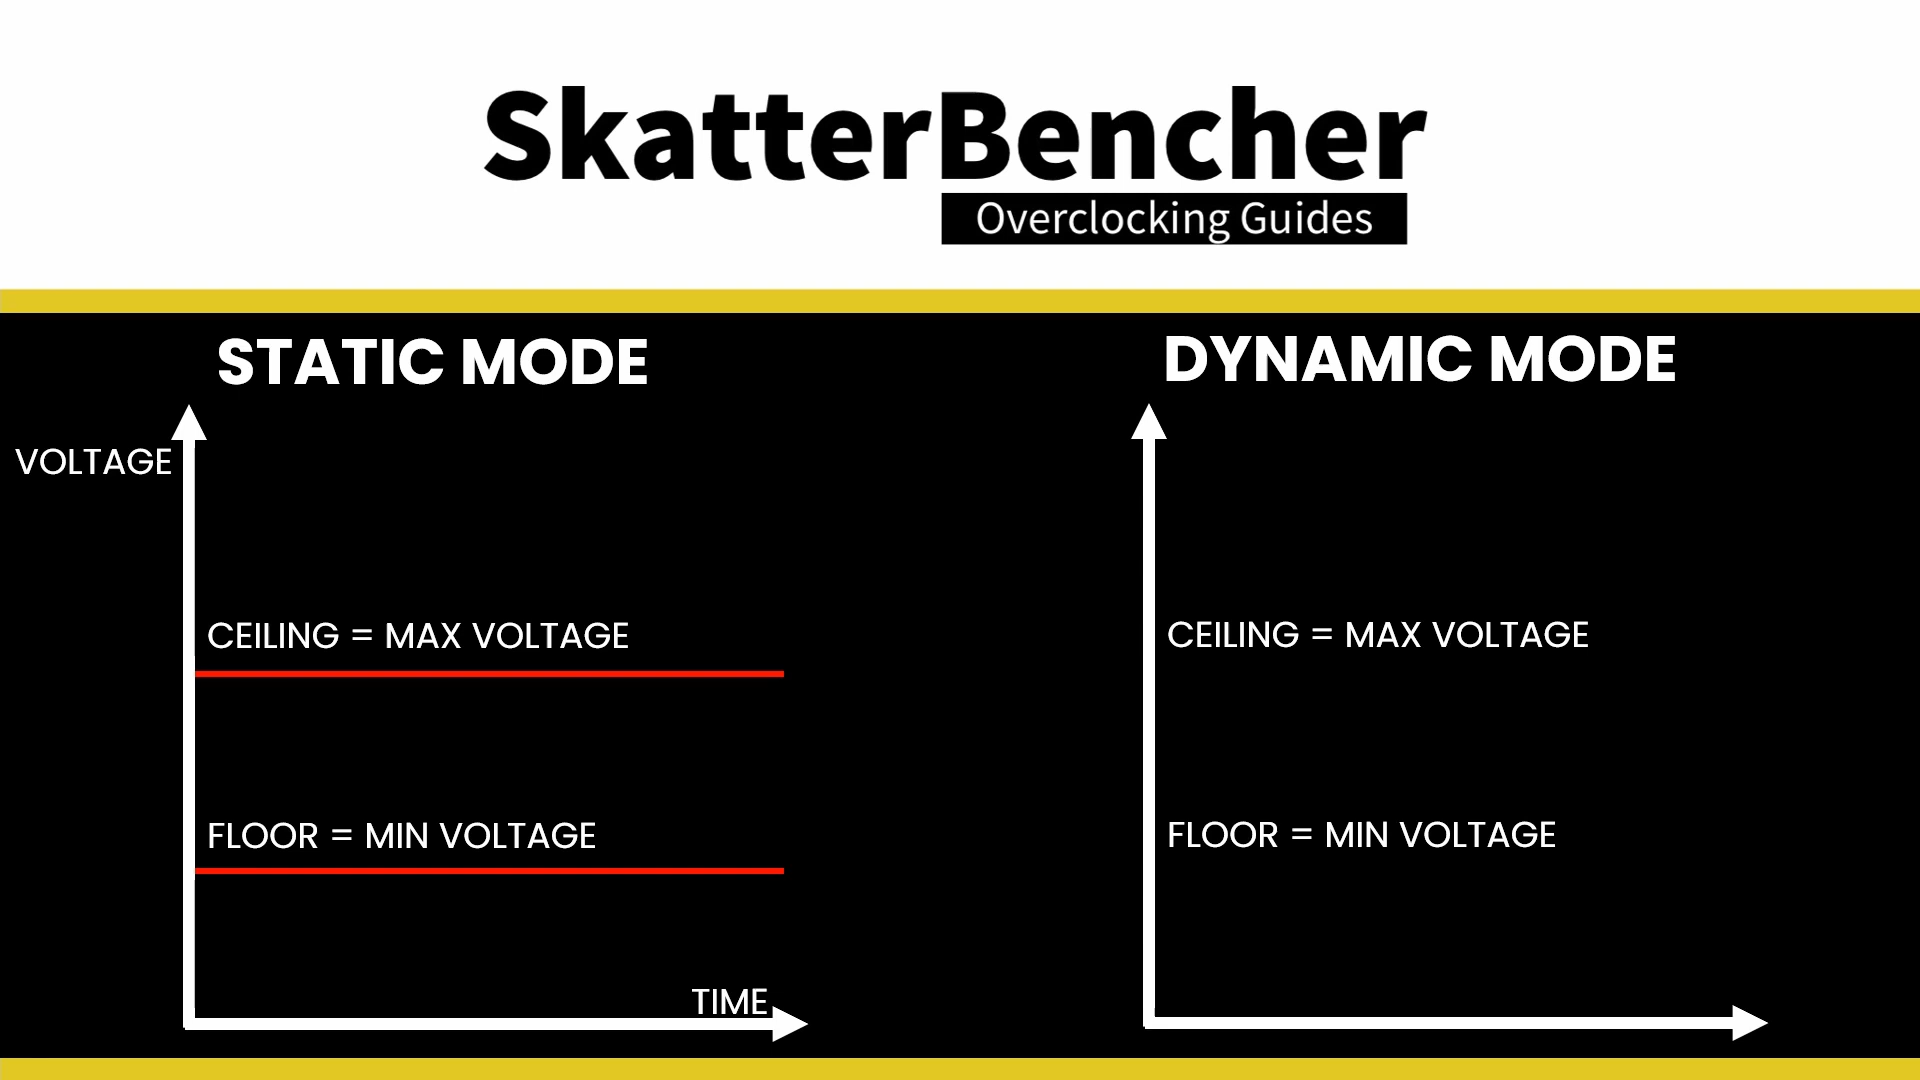 SkatterBencher
Overclocking Guides
STATIC MODE
VOLTAGE
CEILING = MAX VOLTAGE
FLOOR = MIN VOLTAGE
TIME
DYNAMIC MODE
CEILING = MAX VOLTAGE
FLOOR = MIN VOLTAGE